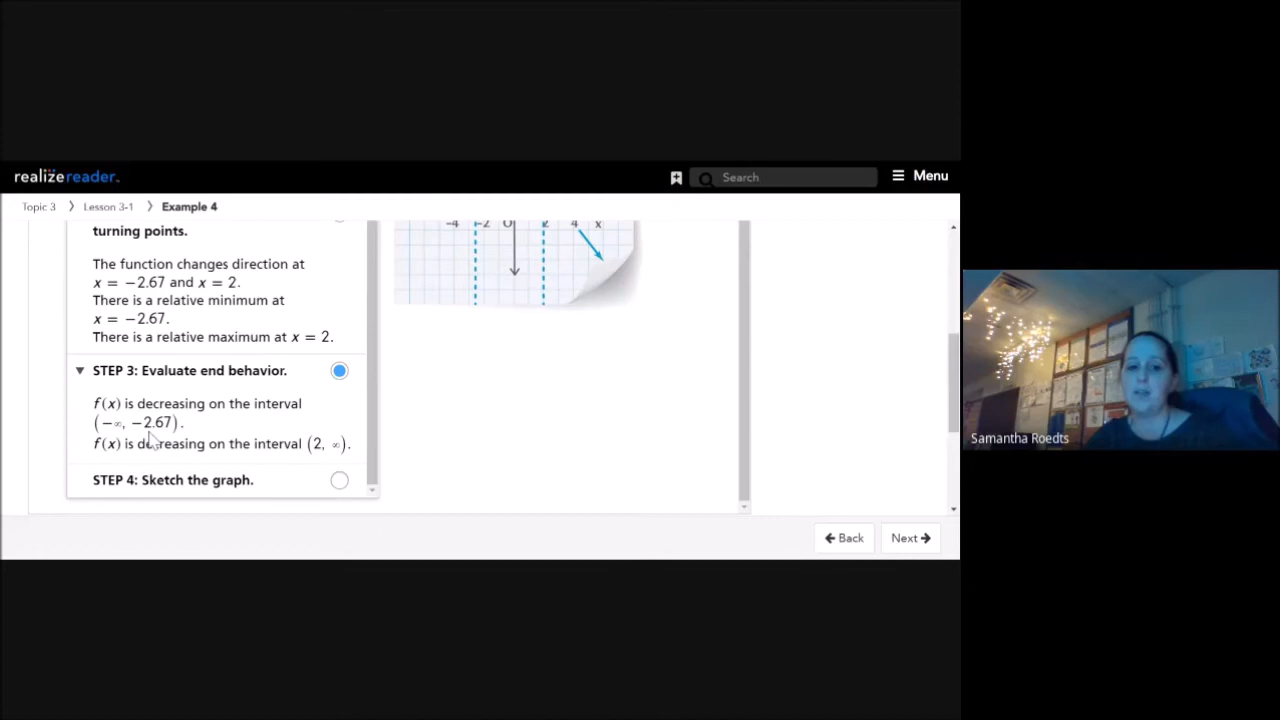 realizereader.
Search
Menu
Topic 3 Lesson 3-1 Example 4
turning points.
The function changes direction at
x = −2.67 and x = 2.
There is a relative minimum at
x = −2.67.
There is a relative maximum at x = 2.
STEP 3: Evaluate end behavior.
f(x) is decreasing on the interval
(−∞, −2.67).
f(x) is decreasing on the interval (2, ∞).
STEP 4: Sketch the graph.
−4 −2 O 2 4 x
Back
Next
Samantha Roedts